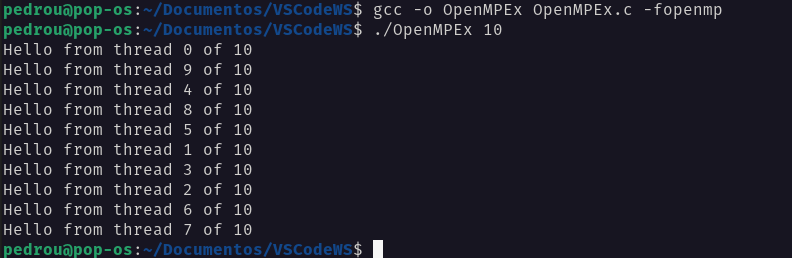 pedrou@pop-os:~/Documentos/VSCodeWS$ gcc -o OpenMPEx OpenMPEx.c -fopenmp
pedrou@pop-os:~/Documentos/VSCodeWS$ ./OpenMPEx 10
Hello from thread 0 of 10
Hello from thread 9 of 10
Hello from thread 4 of 10
Hello from thread 8 of 10
Hello from thread 5 of 10
Hello from thread 1 of 10
Hello from thread 3 of 10
Hello from thread 2 of 10
Hello from thread 6 of 10
Hello from thread 7 of 10
pedrou@pop-os:~/Documentos/VSCodeWS$